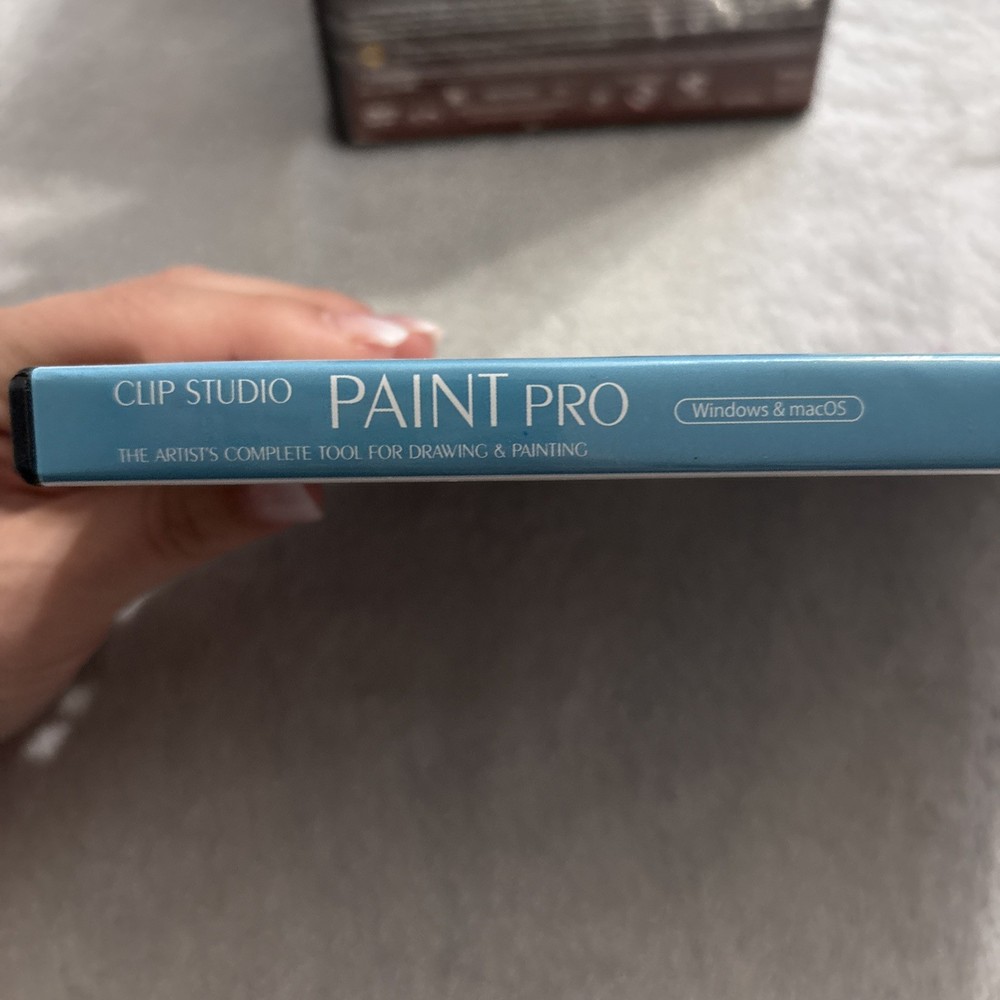 CLIP STUDIO PAINT PRO Windows & macOS
THE ARTIST'S COMPLETE TOOL FOR DRAWING & PAINTING